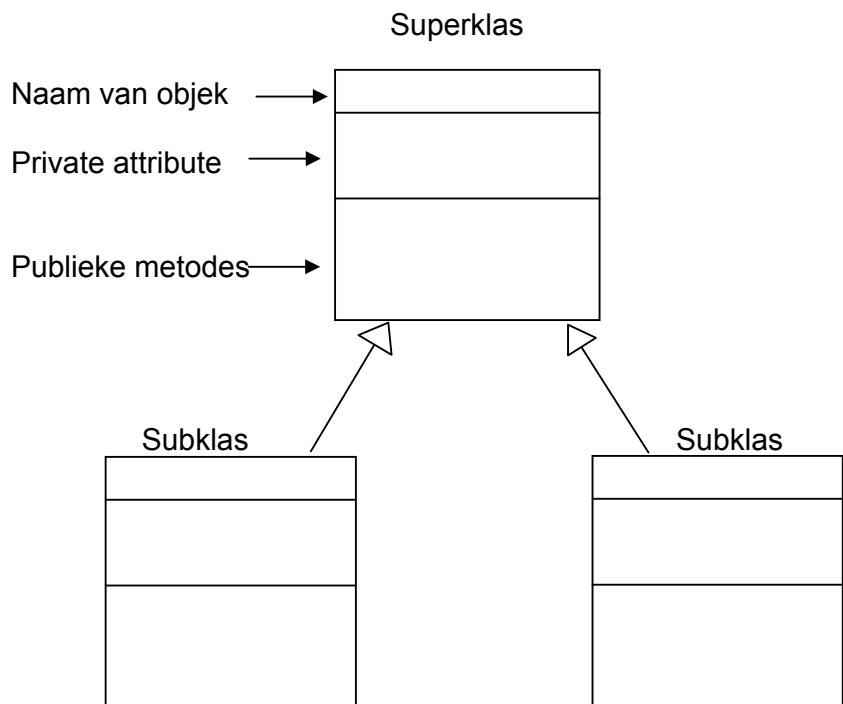 Superklas
Naam van objek
Private attribute
Publieke metodes
Subklas
Subklas